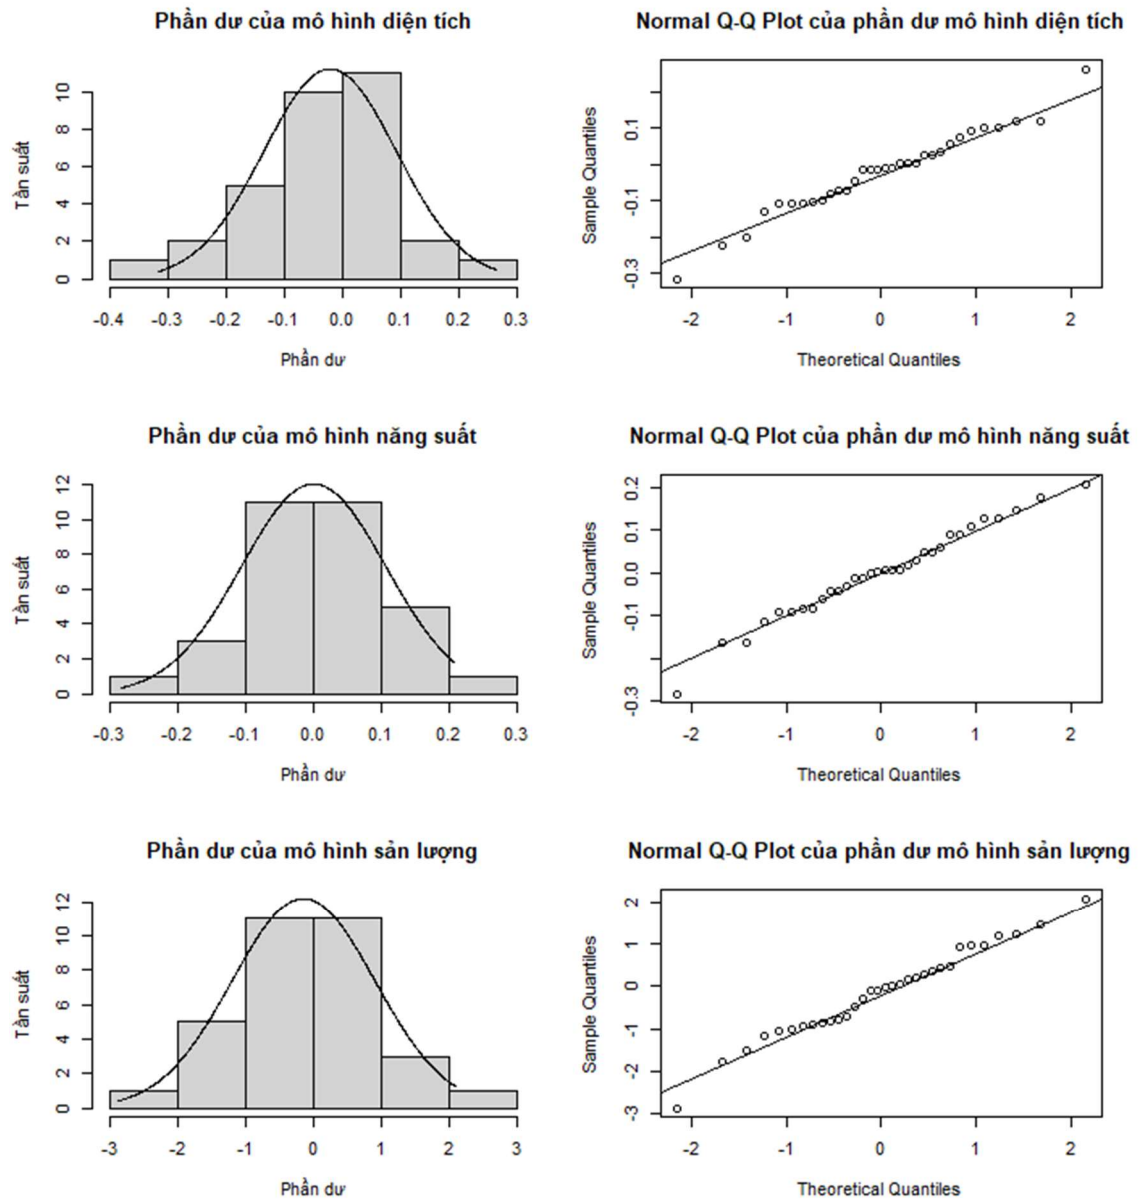 Phần dư của mô hình diện tích
Tần suất
0 2 4 6 8 10
-0.4 -0.3 -0.2 -0.1 0.0 0.1 0.2 0.3
Phần dư
Normal Q-Q Plot của phần dư mô hình diện tích
Sample Quantiles
-0.3 -0.1 0.1
-2 -1 0 1 2
Theoretical Quantiles
Phần dư của mô hình năng suất
Tần suất
0 2 4 6 8 10 12
-0.3 -0.2 -0.1 0.0 0.1 0.2 0.3
Phần dư
Normal Q-Q Plot của phần dư mô hình năng suất
Sample Quantiles
-0.3 -0.1 0.0 0.1 0.2
-2 -1 0 1 2
Theoretical Quantiles
Phần dư của mô hình sản lượng
Tần suất
0 2 4 6 8 10 12
-3 -2 -1 0 1 2 3
Phần dư
Normal Q-Q Plot của phần dư mô hình sản lượng
Sample Quantiles
-3 -2 -1 0 1 2
-2 -1 0 1 2
Theoretical Quantiles